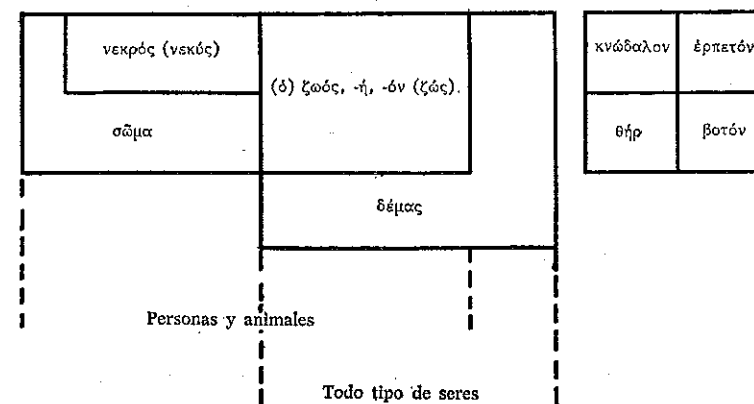 νεκρός (νεκύς)
(ὁ) ζωός, -ή, -όν (ζώς).
κνώδαλον
ἑρπετόν
σῶμα
θήρ
βοτόν
δέμας
Personas y animales
Todo tipo de seres